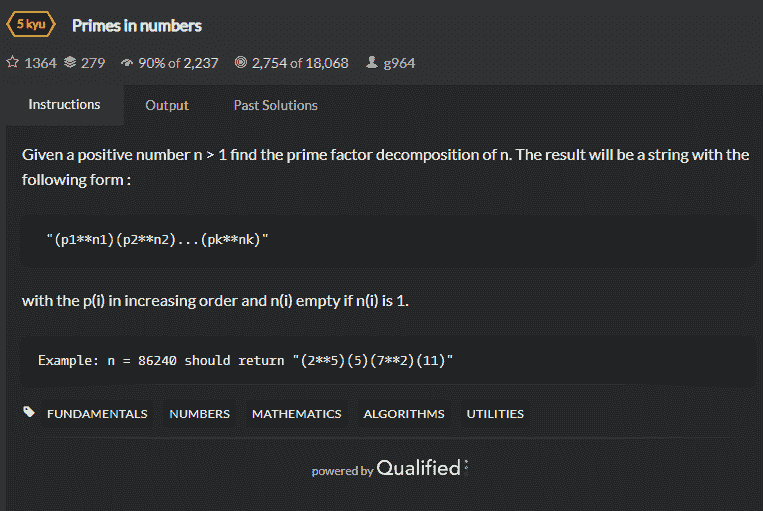 5 kyu Primes in numbers
1364 279 90% of 2,237 2,754 of 18,068 g964
Instructions Output Past Solutions
Given a positive number n > 1 find the prime factor decomposition of n. The result will be a string with the
following form :
"(p1**n1)(p2**n2)...(pk**nk)"
with the p(i) in increasing order and n(i) empty if n(i) is 1.
Example: n = 86240 should return "(2**5)(5)(7**2)(11)"
FUNDAMENTALS NUMBERS MATHEMATICS ALGORITHMS UTILITIES
powered by Qualified